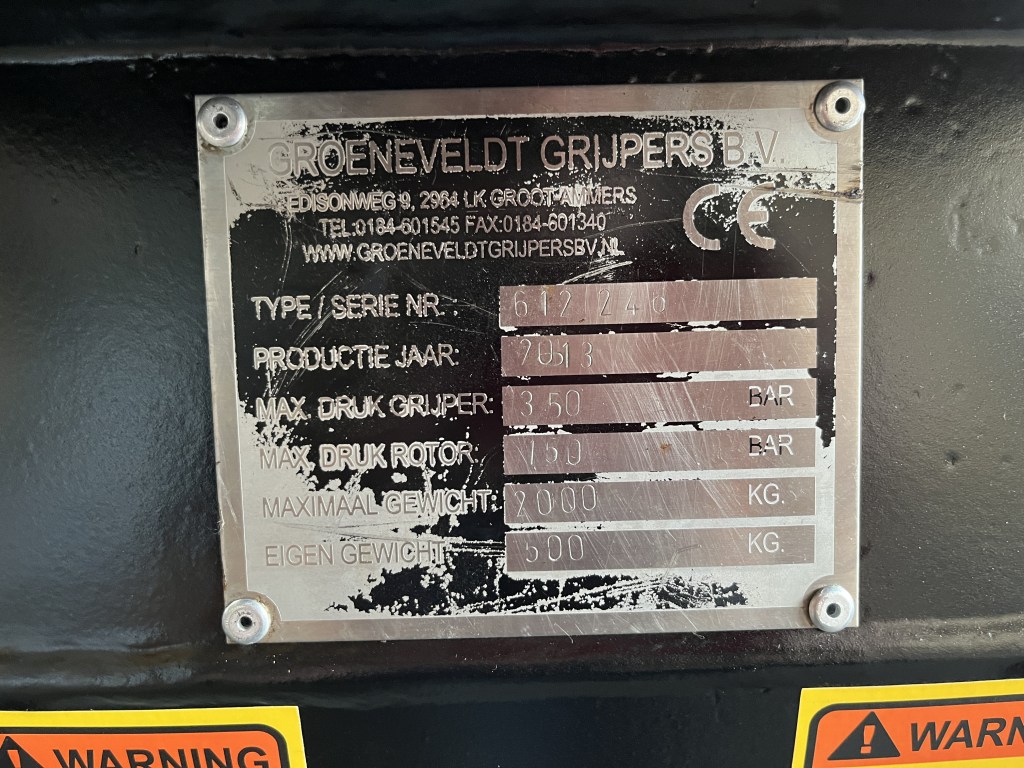 GROENEVELDT GRIJPERS B.V.
EDISONWEG 9, 2964 LK GROOT-AMMERS
TEL:0184-601545 FAX:0184-601340
WWW.GROENEVELDTGRIJPERSBV.NL
CE
TYPE / SERIE NR. : 612 246
PRODUCTIE JAAR: 2013
MAX. DRUK GRIJPER: 350 BAR
MAX. DRUK ROTOR: 150 BAR
MAXIMAAL GEWICHT: 2000 KG.
EIGEN GEWICHT: 500 KG.
WARNING
WARN